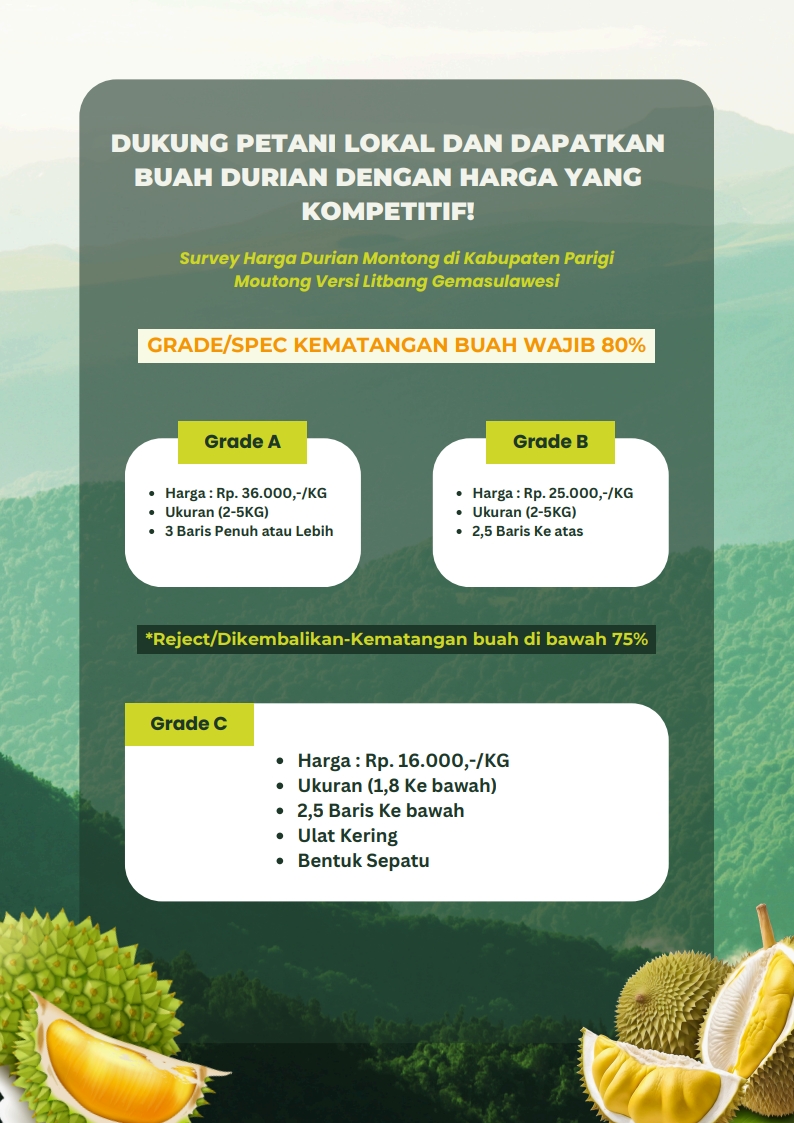 DUKUNG PETANI LOKAL DAN DAPATKAN
BUAH DURIAN DENGAN HARGA YANG
KOMPETITIF!
Survey Harga Durian Montong di Kabupaten Parigi
Moutong Versi Litbang Gemasulawesi
GRADE/SPEC KEMATANGAN BUAH WAJIB 80%
Grade A
• Harga : Rp. 36.000,-/KG
• Ukuran (2-5KG)
• 3 Baris Penuh atau Lebih
Grade B
• Harga : Rp. 25.000,-/KG
• Ukuran (2-5KG)
• 2,5 Baris Ke atas
*Reject/Dikembalikan-Kematangan buah di bawah 75%
Grade C
• Harga : Rp. 16.000,-/KG
• Ukuran (1,8 Ke bawah)
• 2,5 Baris Ke bawah
• Ulat Kering
• Bentuk Sepatu